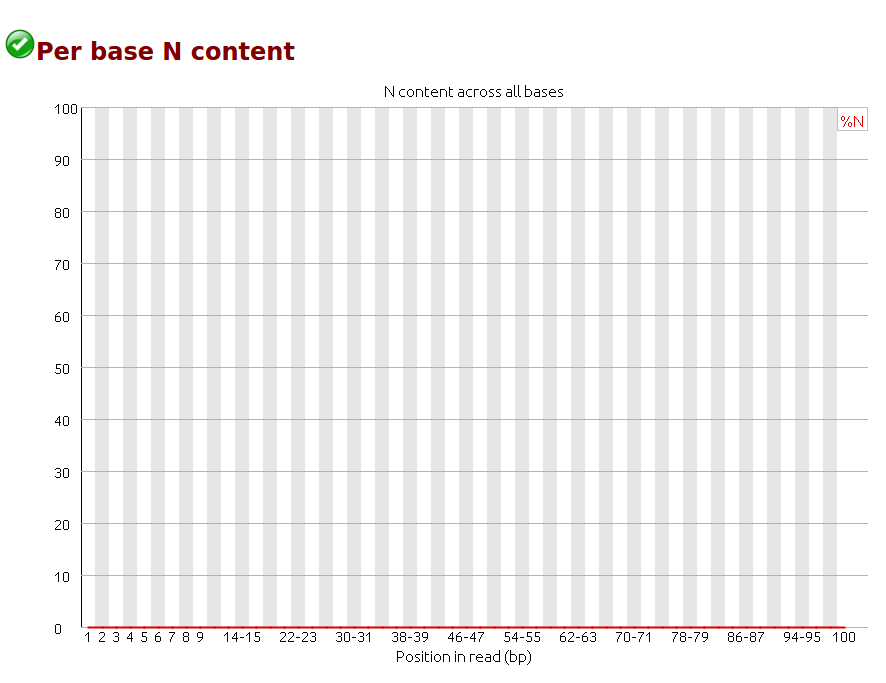 Per base N content
N content across all bases
%N
100
90
80
70
60
50
40
30
20
10
0
1 2 3 4 5 6 7 8 9 14-15 22-23 30-31 38-39 46-47 54-55 62-63 70-71 78-79 86-87 94-95 100
Position in read (bp)